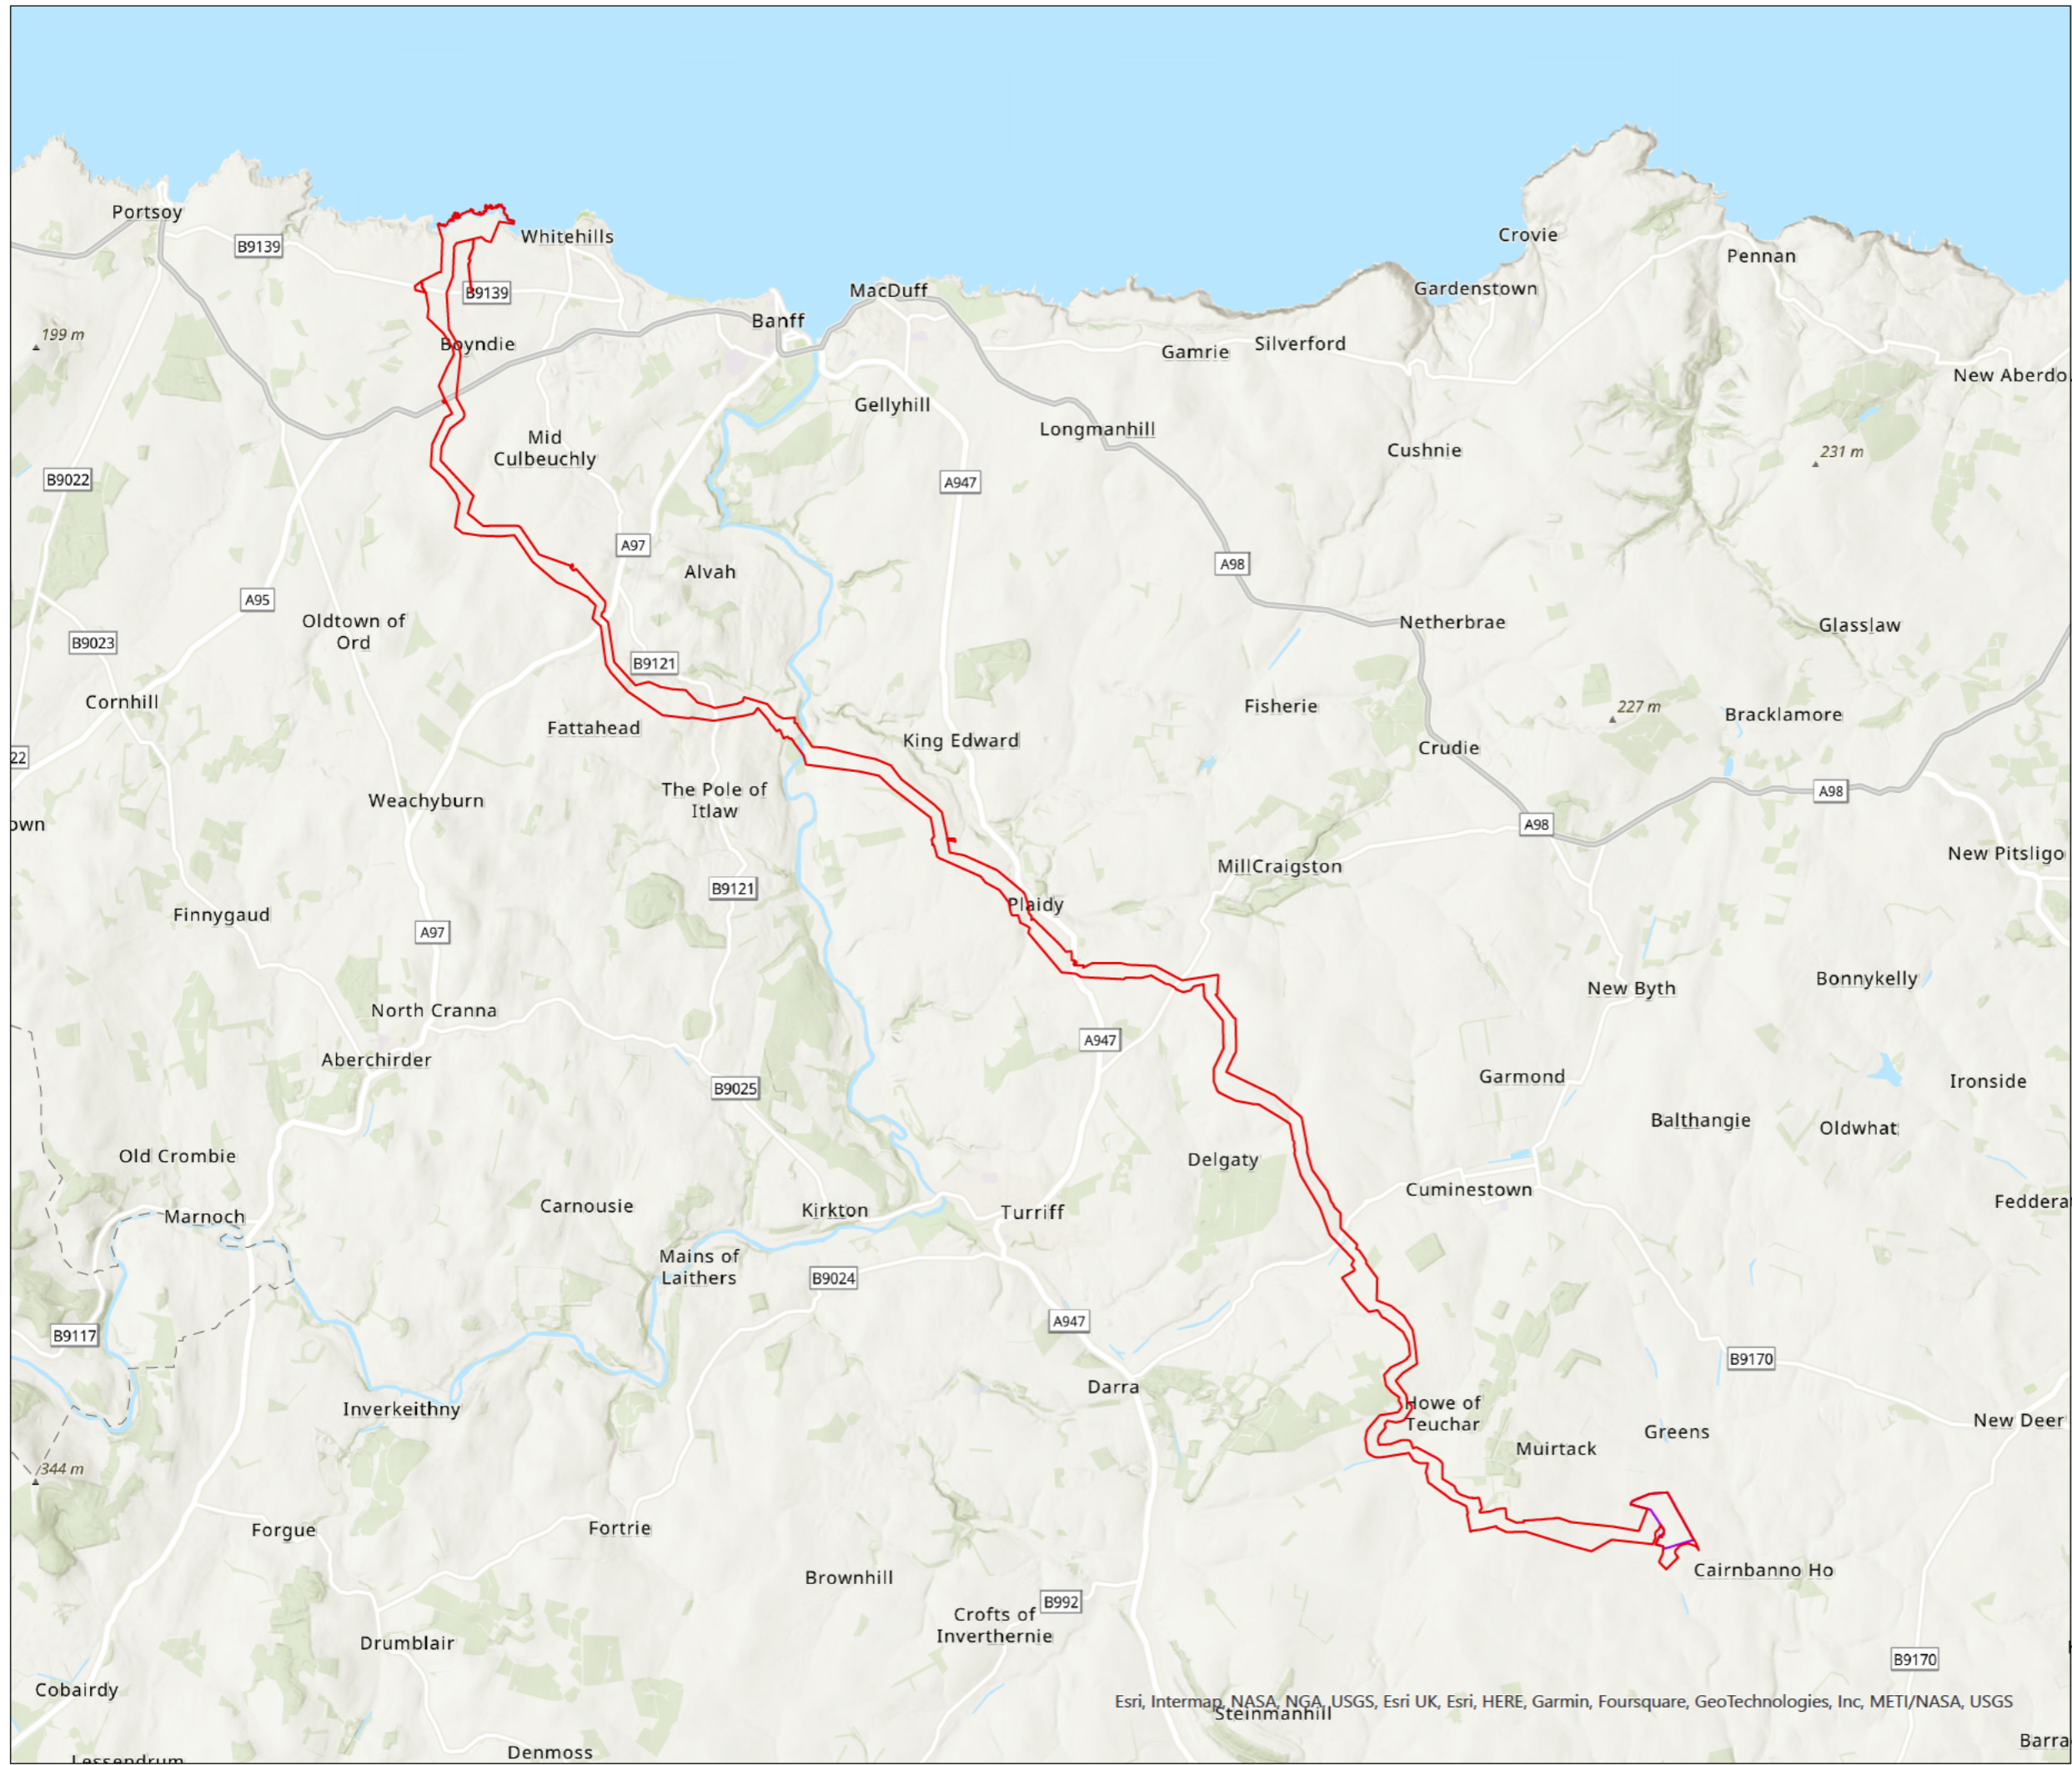 Portsoy
B9139
Whitehills
Crovie
Pennan
Gardenstown
MacDuff
B9139
Banff
199 m
Boyndie
Gamrie
Silverford
New Aberdo
Gellyhill
Longmanhill
Mid
Culbeuchly
Cushnie
231 m
B9022
A947
A97
Alvah
A98
A95
Oldtown of
Ord
Netherbrae
Glasslaw
B9023
B9121
Cornhill
Fisherie
227 m
Bracklamore
Fattahead
King Edward
Crudie
22
The Pole of
Itlaw
Weachyburn
A98
own
A98
New Pitsligo
MillCraigston
B9121
Plaidy
Finnygaud
A97
Bonnykelly
New Byth
North Cranna
A947
Aberchirder
Garmond
Ironside
B9025
Balthangie
Oldwhat
Old Crombie
Delgaty
Cuminestown
Feddera
Carnousie
Kirkton
Turriff
Marnoch
Mains of
Laithers
B9024
A947
B9117
B9170
Darra
Inverkeithny
Howe of
Teuchar
Greens
New Deer
Muirtack
344 m
Forgue
Fortrie
Cairnbanno Ho
Brownhill
B992
Crofts of
Inverthernie
Drumblair
B9170
Cobairdy
Esri, Intermap, NASA, NGA, USGS, Esri UK, Esri, HERE, Garmin, Foursquare, GeoTechnologies, Inc, METI/NASA, USGS
Steinmanhill
Barra
Denmoss
Lessendrum